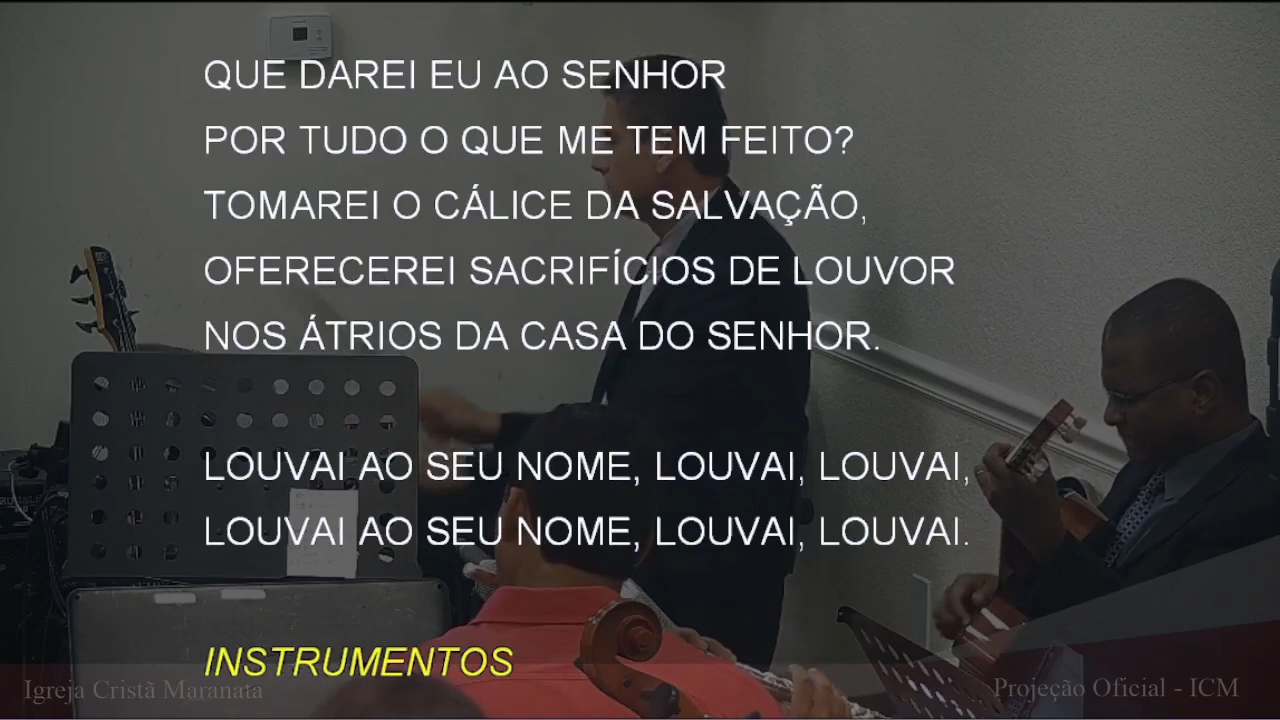 QUE DAREI EU AO SENHOR
POR TUDO O QUE ME TEM FEITO?
TOMAREI O CÁLICE DA SALVAÇÃO,
OFERECEREI SACRIFÍCIOS DE LOUVOR
NOS ÁTRIOS DA CASA DO SENHOR.
LOUVAI AO SEU NOME, LOUVAI, LOUVAI,
LOUVAI AO SEU NOME, LOUVAI, LOUVAI.
INSTRUMENTOS
Igreja Cristã Maranata
Projeção Oficial - ICM